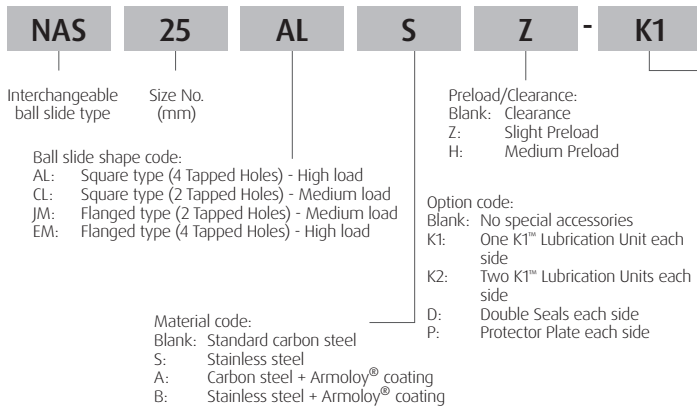 NAS 25 AL S Z - K1
Interchangeable
ball slide type
Size No.
(mm)
Preload/Clearance:
Blank: Clearance
Z: Slight Preload
H: Medium Preload
Ball slide shape code:
AL: Square type (4 Tapped Holes) - High load
CL: Square type (2 Tapped Holes) - Medium load
JM: Flanged type (2 Tapped Holes) - Medium load
EM: Flanged type (4 Tapped Holes) - High load
Option code:
Blank: No special accessories
K1: One K1™ Lubrication Unit each
side
K2: Two K1™ Lubrication Units each
side
D: Double Seals each side
P: Protector Plate each side
Material code:
Blank: Standard carbon steel
S: Stainless steel
A: Carbon steel + Armoloy® coating
B: Stainless steel + Armoloy® coating